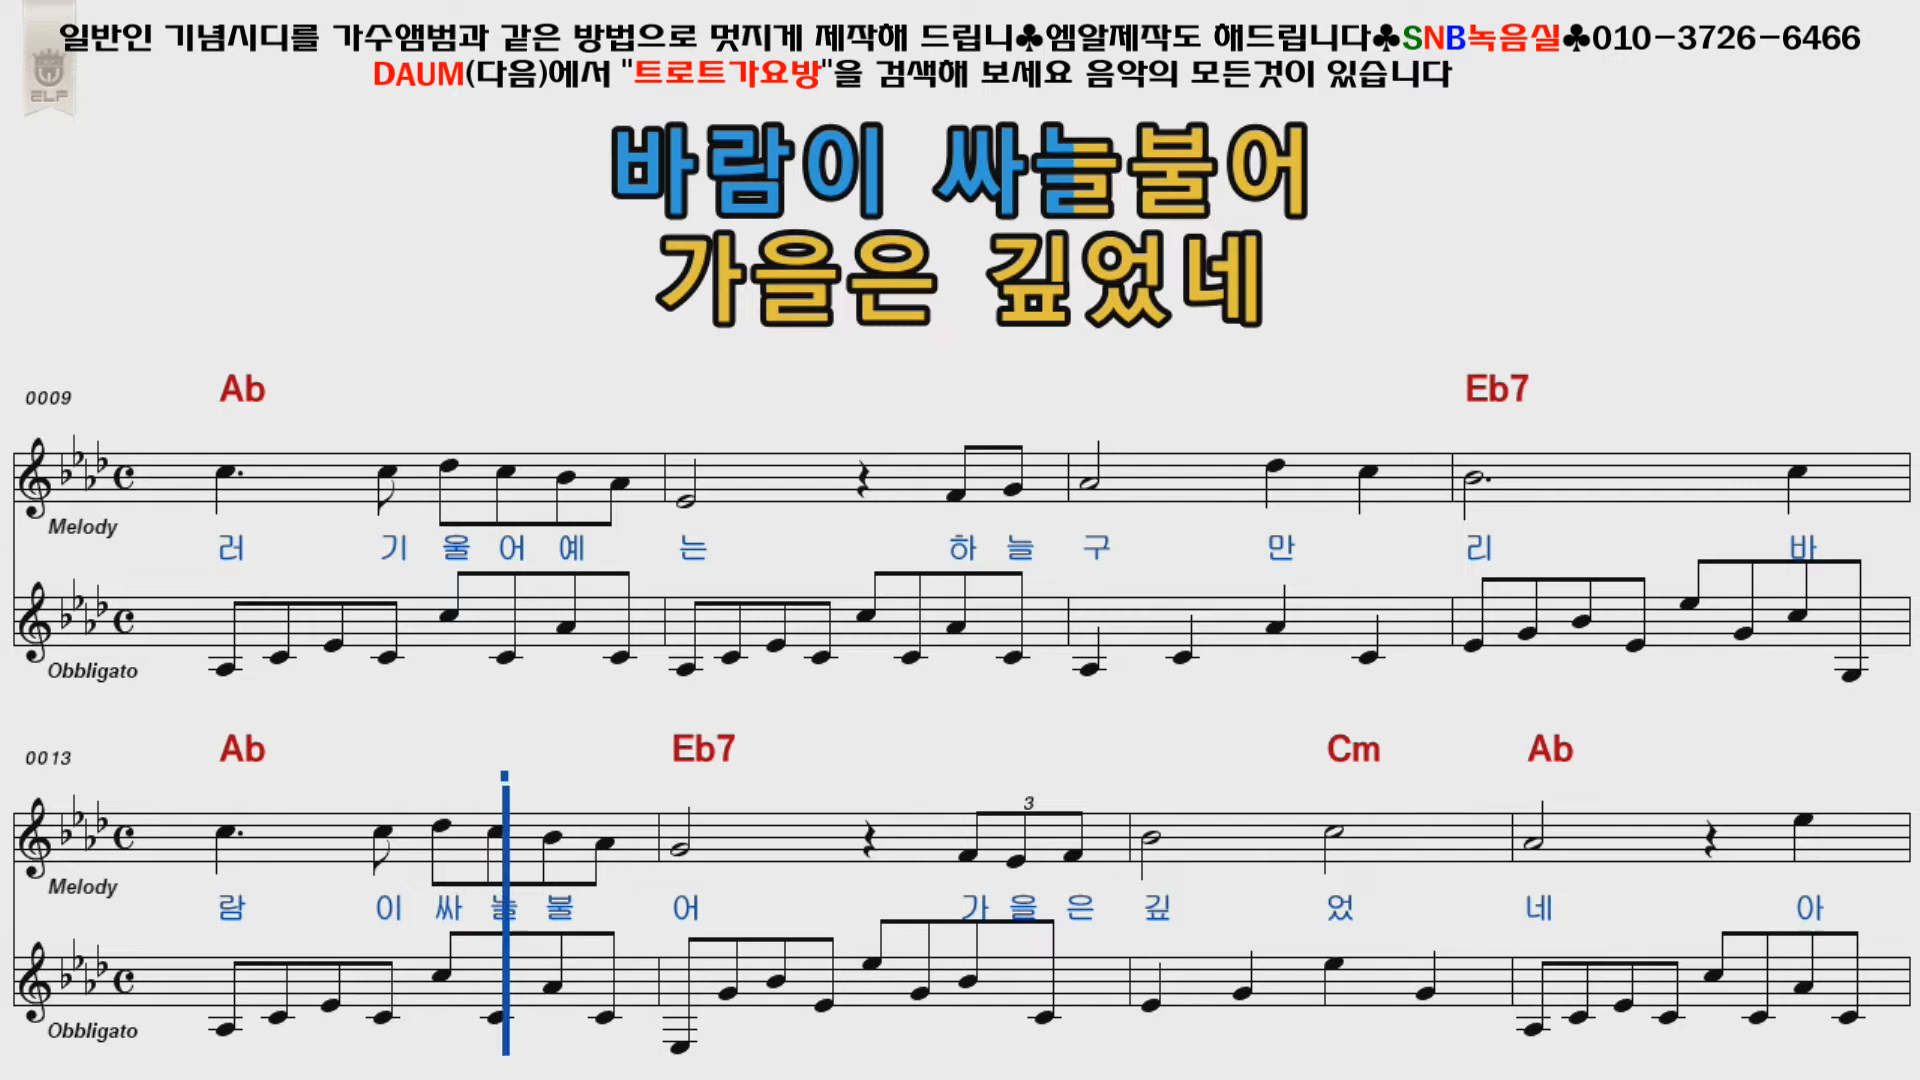 일반인 기념시디를 가수앰범과 같은 방법으로 멋지게 제작해 드립니♣엠알제작도 해드립니다♣SNB녹음실♣010-3726-6466
DAUM(다음)에서 "트로트가요방"을 검색해 보세요 음악의 모든것이 있습니다
ELF
바람이 싸늘불어
가을은 깊었네
0009
Ab Eb7
Melody
러 기 울 어 예 는 하 늘 구 만 리 바
Obbligato
0013
Ab Eb7 Cm Ab
3
Melody
람 이 싸 늘 불 어 가 을 은 깊 었 네 아
Obbligato